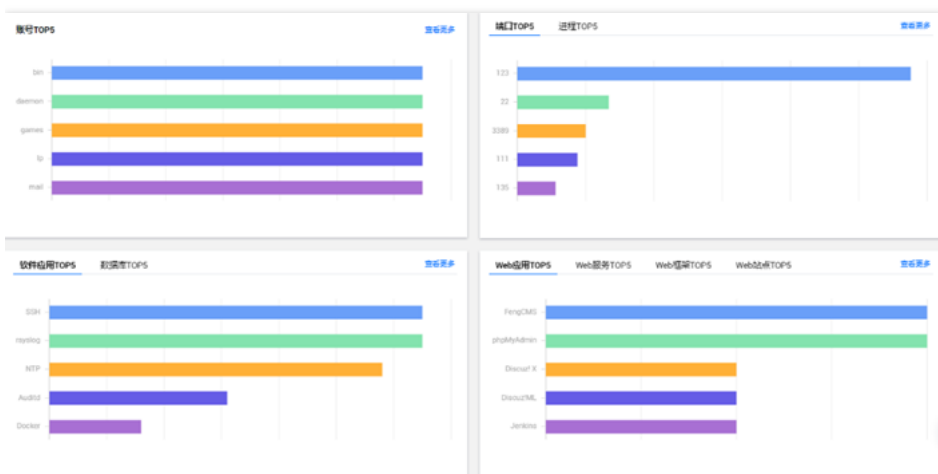 账号TOP5
查看更多
bin
daemon
games
lp
mail
端口TOP5
进程TOP5
查看更多
123
22
3389
111
135
软件应用TOP5
数据库TOP5
查看更多
SSH
rsyslog
NTP
Auditd
Docker
Web应用TOP5
Web服务TOP5
Web框架TOP5
Web站点TOP5
查看更多
FengCMS
phpMyAdmin
Discuz! X
Discuz!ML
Jenkins